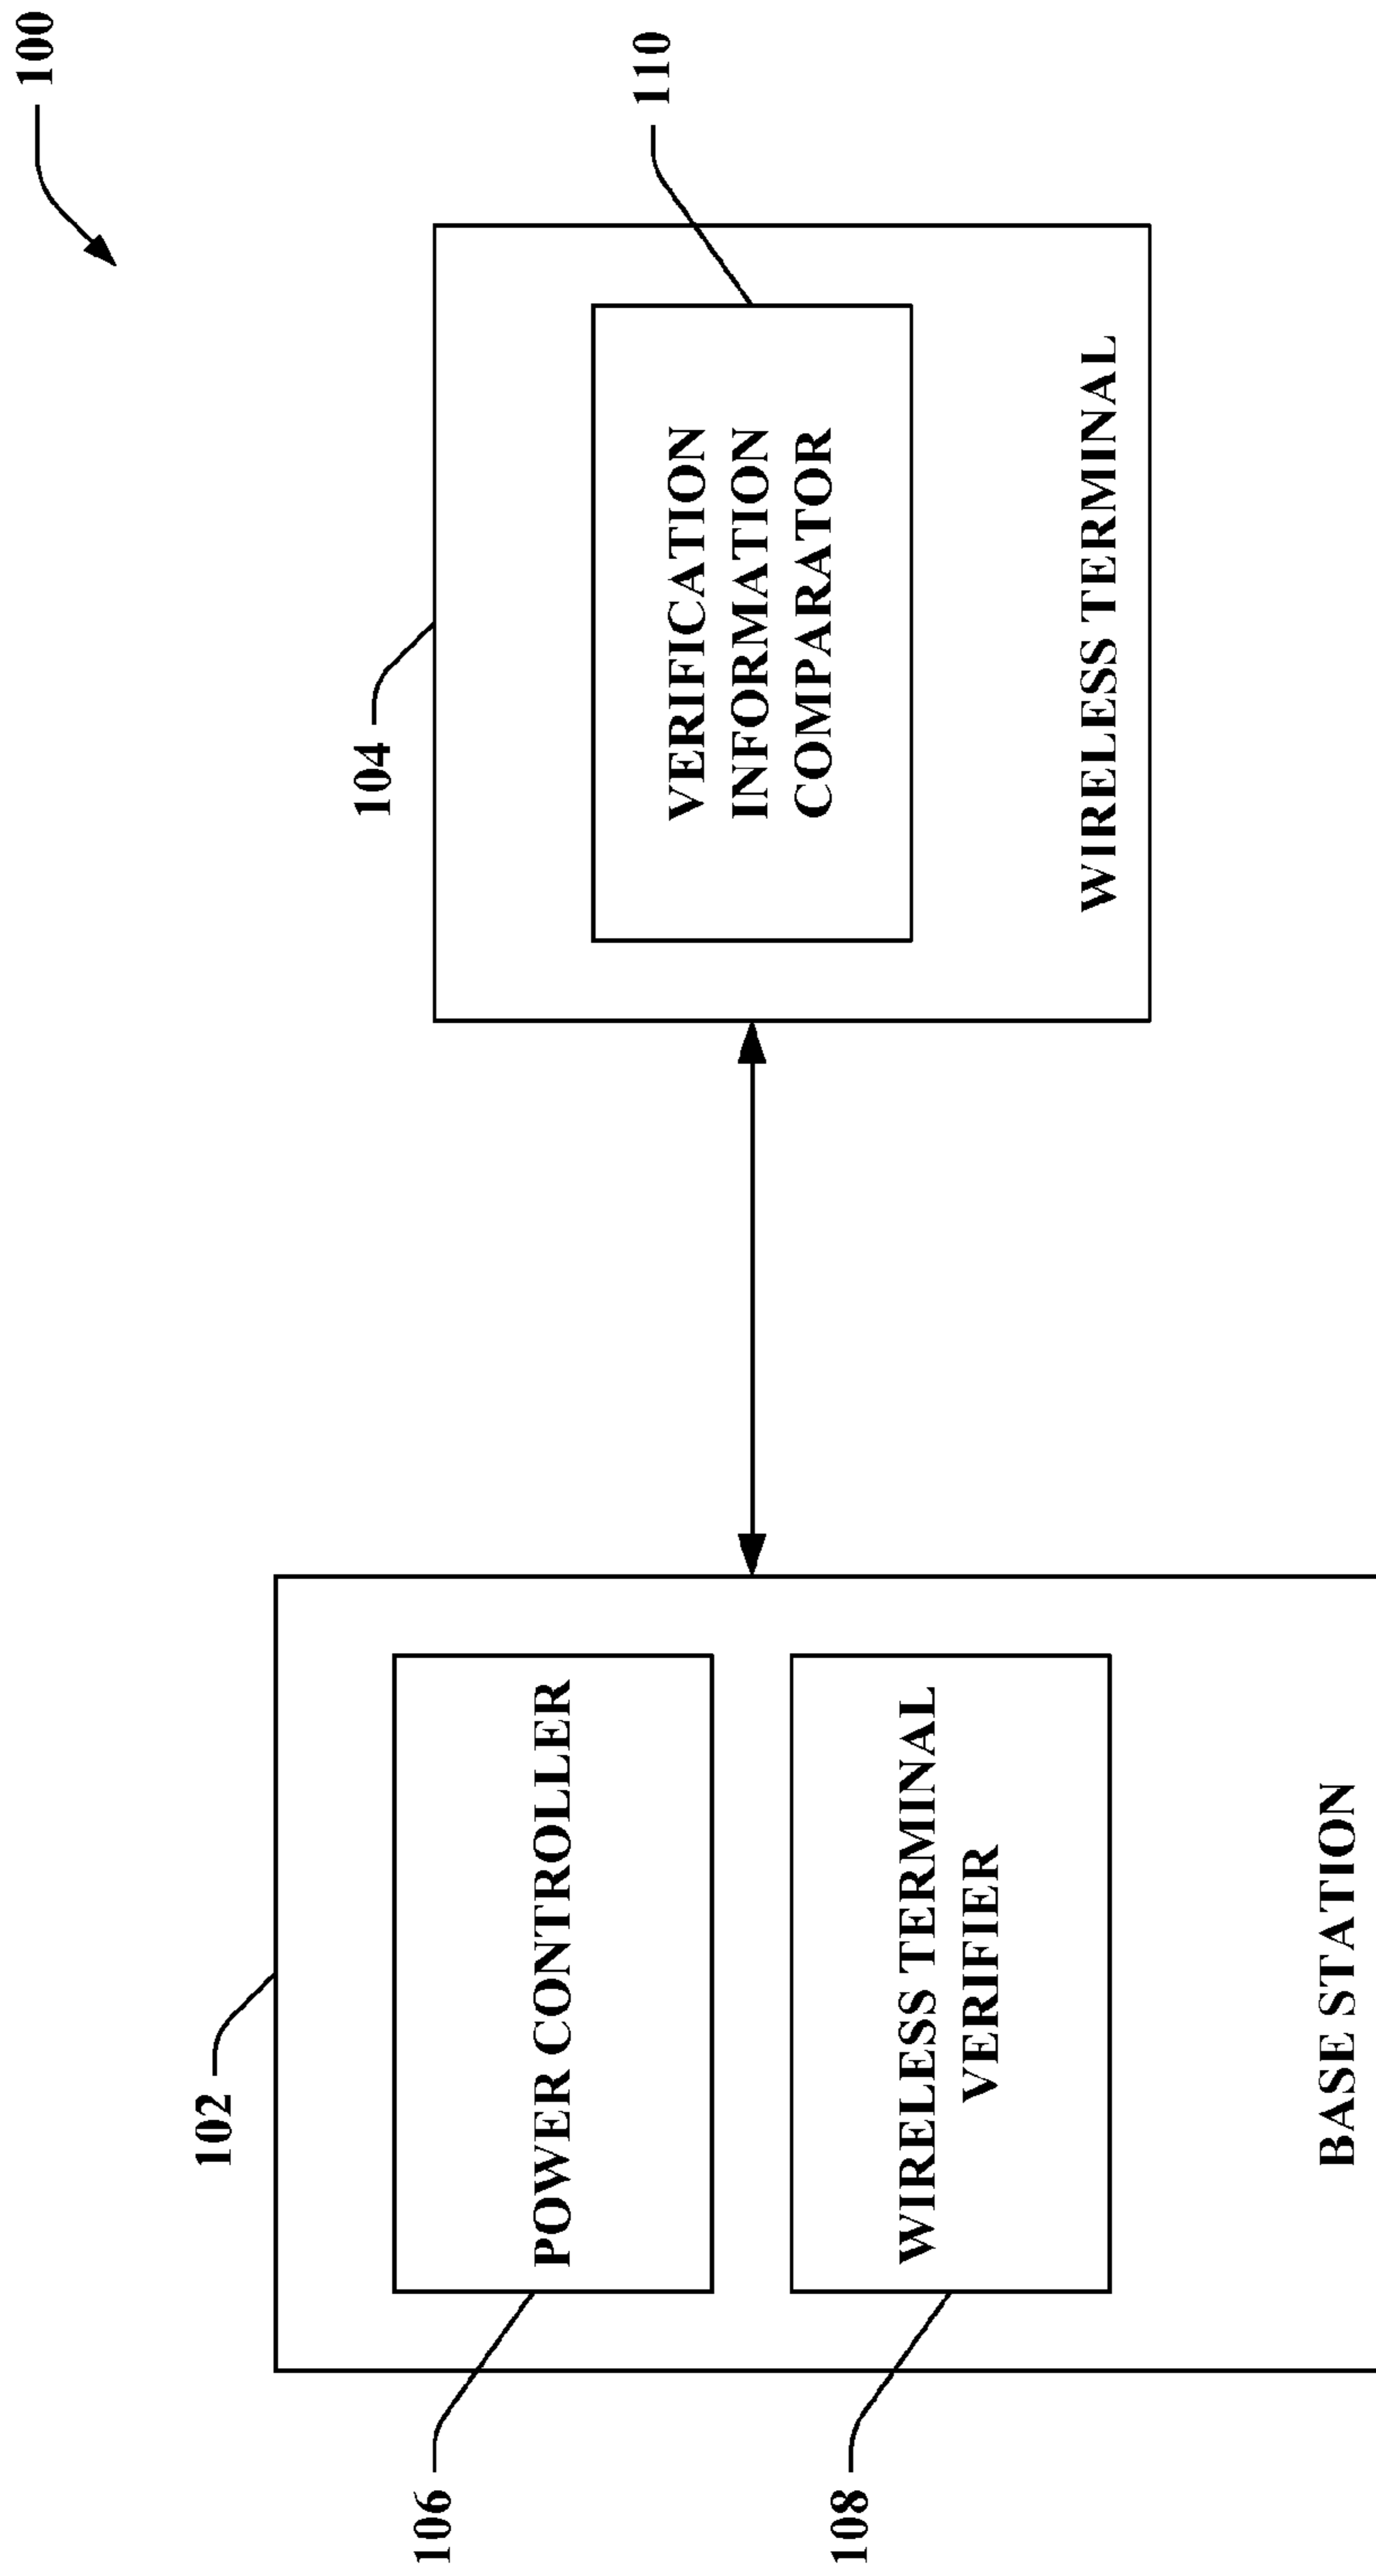 100
102
106
POWER CONTROLLER
108
WIRELESS TERMINAL
VERIFIER
BASE STATION
104
110
VERIFICATION
INFORMATION
COMPARATOR
WIRELESS TERMINAL